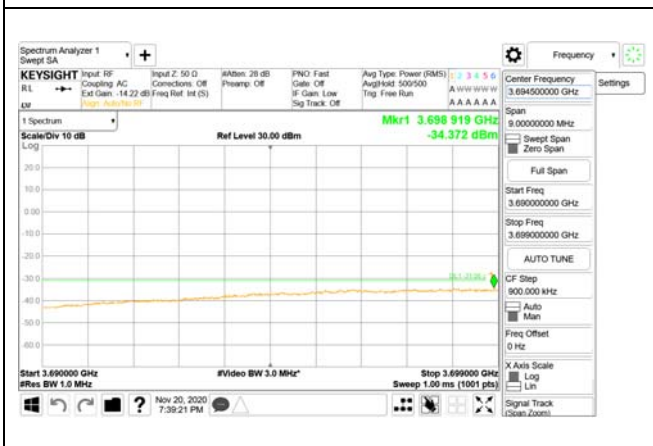 Spectrum Analyzer 1
Swept SA
Frequency
Settings
KEYSIGHT
RL
Input: RF
Coupling: AC
Ext Gain: -14.22 dB
Align: Auto/No RF
Input Z: 50 Ω
Corrections: Off
Freq Ref: Int (S)
#Atten: 28 dB
Preamp: Off
PNO: Fast
Gate: Off
IF Gain: Low
Sig Track: Off
Avg Type: Power (RMS)
Avg|Hold: 500/500
Trig: Free Run
1 2 3 4 5 6
A W W W W W
A A A A A A
1 Spectrum
Scale/Div 10 dB
Log
Ref Level 30.00 dBm
Mkr1 3.698 919 GHz
-34.372 dBm
20.0
10.0
0.00
-10.0
-20.0
-30.0
-40.0
-50.0
-60.0
Start 3.690000 GHz
#Res BW 1.0 MHz
#Video BW 3.0 MHz*
Stop 3.699000 GHz
Sweep 1.00 ms (1001 pts)
Nov 20, 2020
7:39:21 PM
Center Frequency
3.694500000 GHz
Span
9.00000000 MHz
Swept Span
Zero Span
Full Span
Start Freq
3.690000000 GHz
Stop Freq
3.699000000 GHz
AUTO TUNE
CF Step
900.000 kHz
Auto
Man
Freq Offset
0 Hz
X Axis Scale
Log
Lin
Signal Track
(Span Zoom)